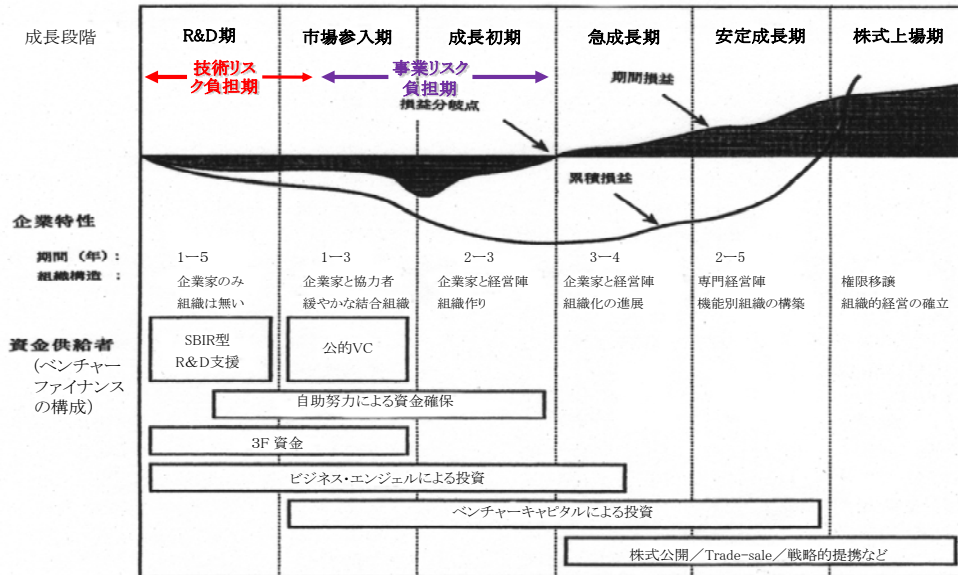 成長段階
R&D期
市場参入期
成長初期
急成長期
安定成長期
株式上場期
技術リス
ク負担期
事業リスク
負担期
損益分岐点
期間損益
累積損益
企業特性
期間（年）：
1−5
1−3
2−3
3−4
2−5
組織構造 ：
企業家のみ
組織は無い
企業家と協力者
緩やかな結合組織
企業家と経営陣
組織作り
企業家と経営陣
組織化の進展
専門経営陣
機能別組織の構築
権限移譲
組織的経営の確立
資金供給者
(ベンチャー
ファイナンス
の構成)
SBIR型
R&D支援
公的VC
自助努力による資金確保
3F 資金
ビジネス・エンジェルによる投資
ベンチャーキャピタルによる投資
株式公開／Trade-sale／戦略的提携など